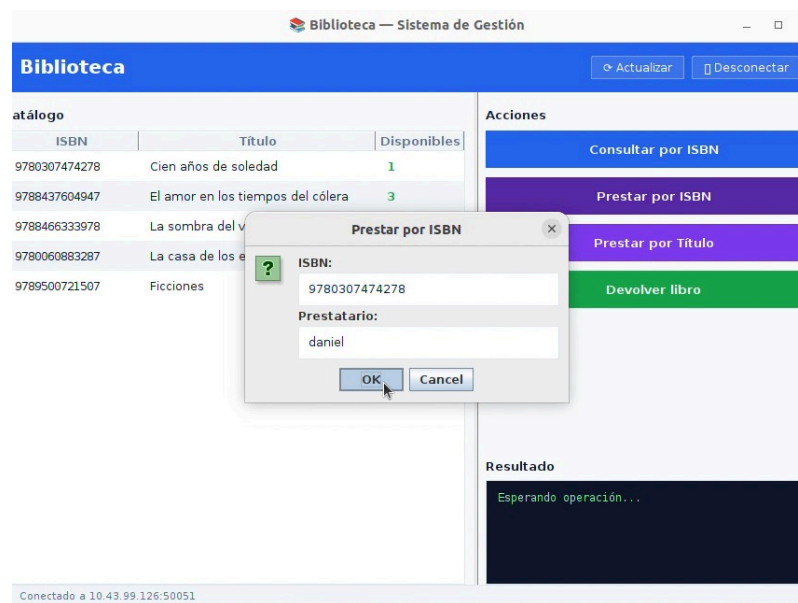 Biblioteca — Sistema de Gestión
Biblioteca
Actualizar
Desconectar
atálogo
ISBN Título Disponibles
9780307474278 Cien años de soledad 1
9788437604947 El amor en los tiempos del cólera 3
9788466333978 La sombra del v
9780060883287 La casa de los e
9789500721507 Ficciones
Prestar por ISBN
ISBN:
9780307474278
Prestatario:
daniel
OK Cancel
Acciones
Consultar por ISBN
Prestar por ISBN
Prestar por Título
Devolver libro
Resultado
Esperando operación...
Conectado a 10.43.99.126:50051